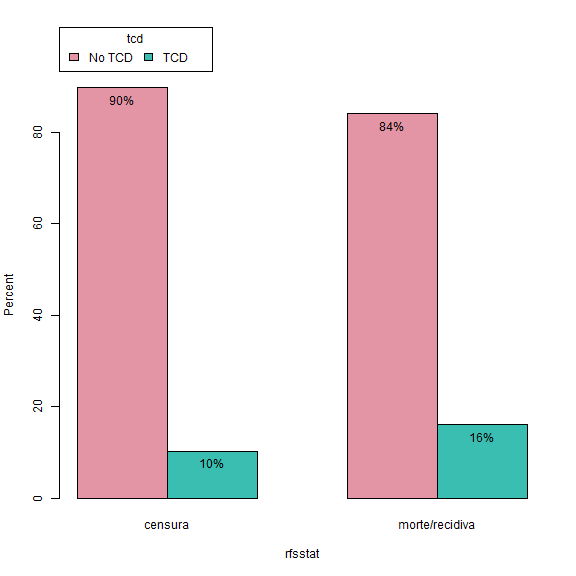 tcd
No TCD TCD
90%
84%
80
60
Percent
40
20
16%
10%
0
censura morte/recidiva
rfsstat